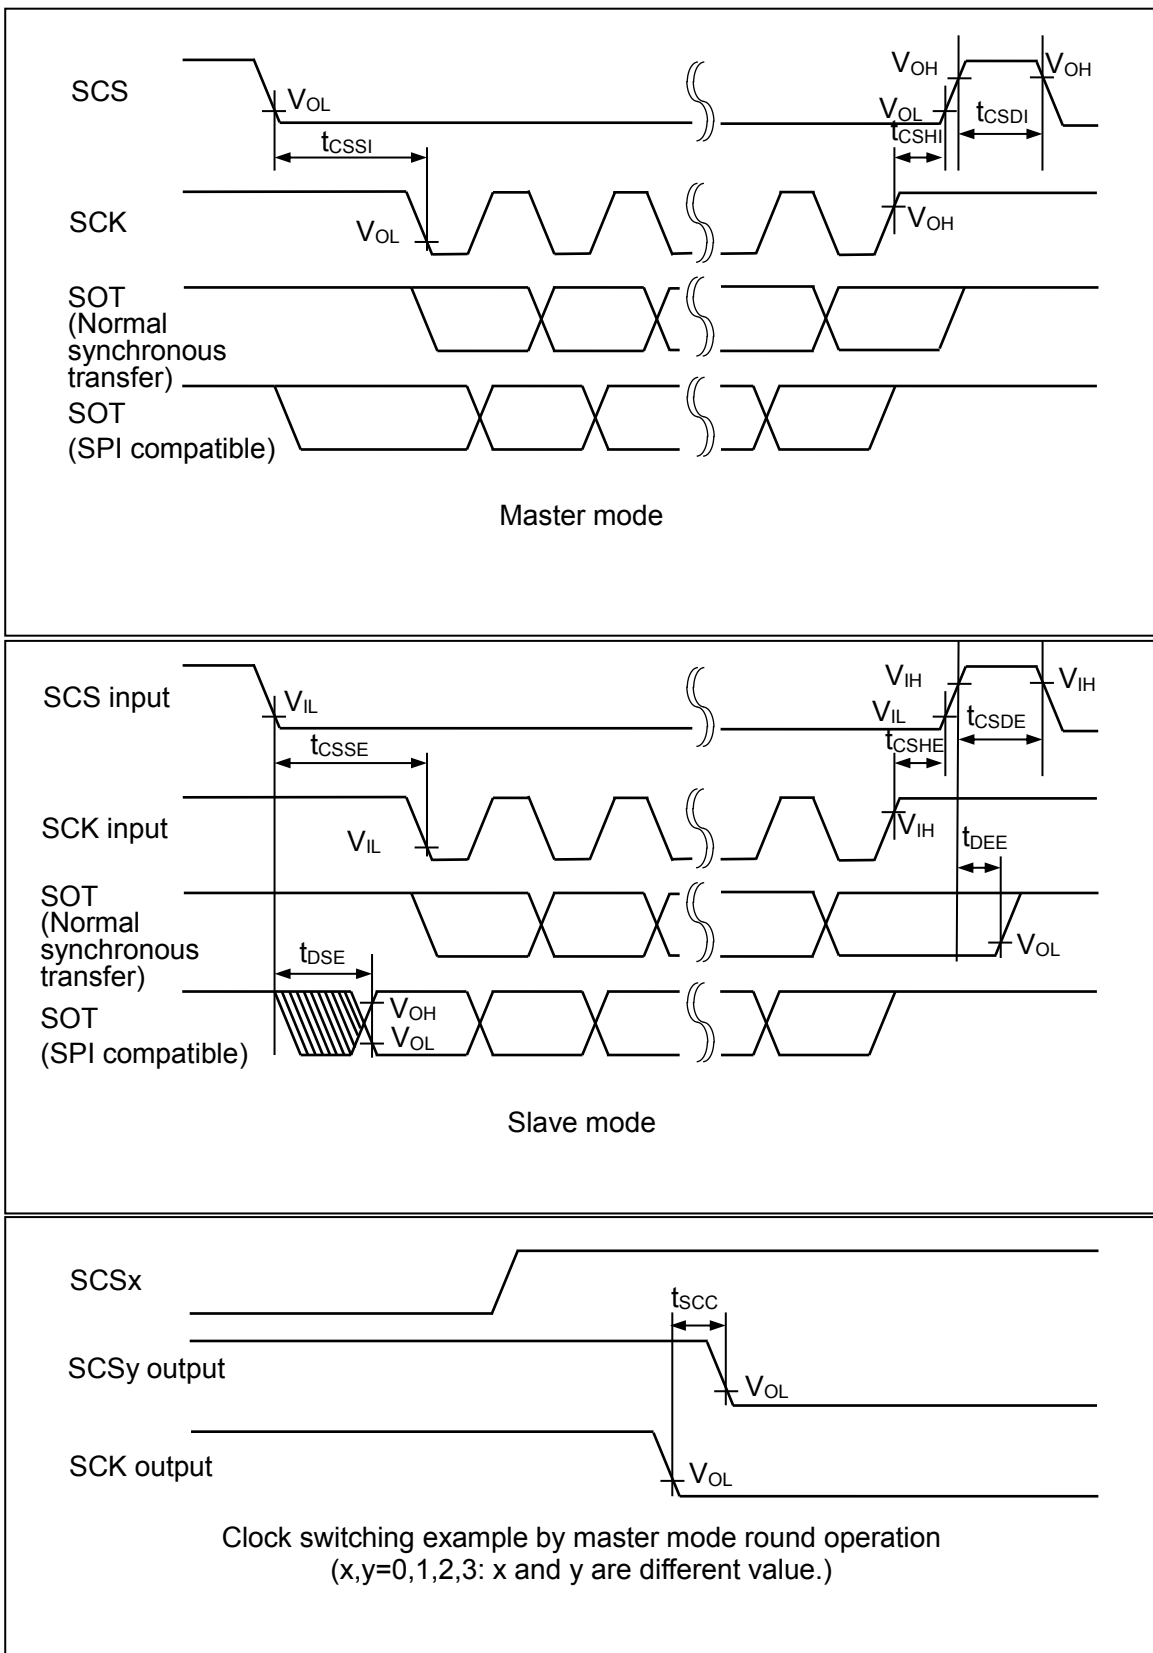 SCS
VOL
tCSSI
VOH
VOL
tCSHI
tCSDI
VOH
SCK
VOL
VOH
SOT
(Normal
synchronous
transfer)
SOT
(SPI compatible)
Master mode
SCS input
VIL
tCSSE
VIH
VIL
tCSHE
tCSDE
VIH
SCK input
VIL
VIH
tDEE
SOT
(Normal
synchronous
transfer)
tDSE
VOL
SOT
(SPI compatible)
VOH
VOL
Slave mode
SCSx
tSCC
SCSy output
VOL
SCK output
VOL
Clock switching example by master mode round operation
(x,y=0,1,2,3: x and y are different value.)